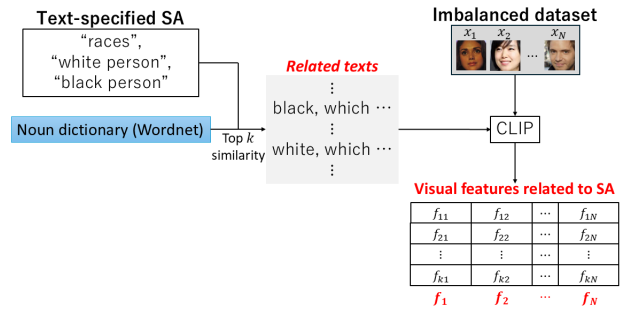 Text-specified SA
“races”,
“white person”,
“black person”
Noun dictionary (Wordnet)
Top k
similarity
Related texts
⋮
black, which ⋯
⋮
white, which ⋯
⋮
Imbalanced dataset
x₁ x₂ ⋯ x_N
CLIP
Visual features related to SA
f₁₁ f₁₂ ⋯ f₁N
f₂₁ f₂₂ ⋯ f₂N
⋮ ⋮ ⋯ ⋮
fₖ₁ fₖ₂ ⋯ fₖN
f₁ f₂ ⋯ f_N